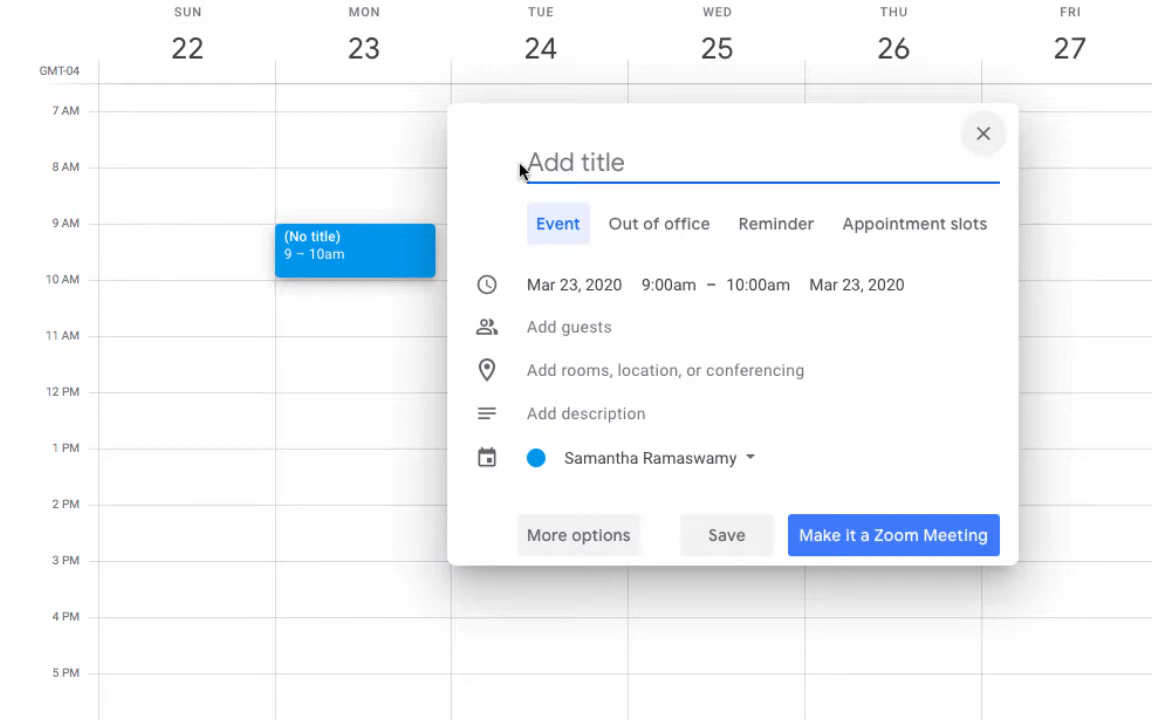 SUN MON TUE WED THU FRI
22 23 24 25 26 27
GMT-04
7 AM
8 AM
9 AM
10 AM
11 AM
12 PM
1 PM
2 PM
3 PM
4 PM
5 PM
(No title)
9 – 10am
Add title
Event Out of office Reminder Appointment slots
Mar 23, 2020 9:00am – 10:00am Mar 23, 2020
Add guests
Add rooms, location, or conferencing
Add description
Samantha Ramaswamy
More options Save Make it a Zoom Meeting